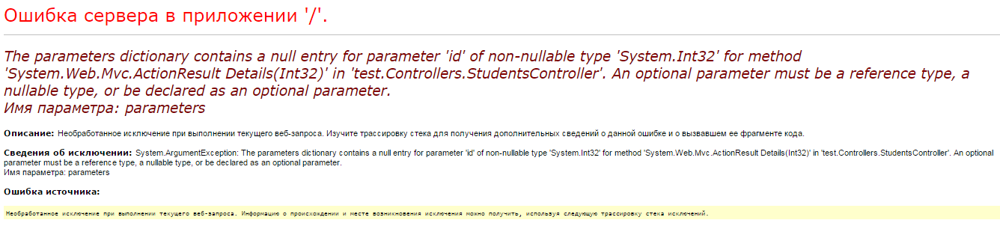 Ошибка сервера в приложении '/'.
The parameters dictionary contains a null entry for parameter 'id' of non-nullable type 'System.Int32' for method
'System.Web.Mvc.ActionResult Details(Int32)' in 'test.Controllers.StudentsController'. An optional parameter must be a reference type, a
nullable type, or be declared as an optional parameter.
Имя параметра: parameters
Описание: Необработанное исключение при выполнении текущего веб-запроса. Изучите трассировку стека для получения дополнительных сведений о данной ошибке и о вызвавшем ее фрагменте кода.
Сведения об исключении: System.ArgumentException: The parameters dictionary contains a null entry for parameter 'id' of non-nullable type 'System.Int32' for method 'System.Web.Mvc.ActionResult Details(Int32)' in 'test.Controllers.StudentsController'. An optional
parameter must be a reference type, a nullable type, or be declared as an optional parameter.
Имя параметра: parameters
Ошибка источника:
Необработанное исключение при выполнении текущего веб-запроса. Информацию о происхождении и месте возникновения исключения можно получить, используя следующую трассировку стека исключений.